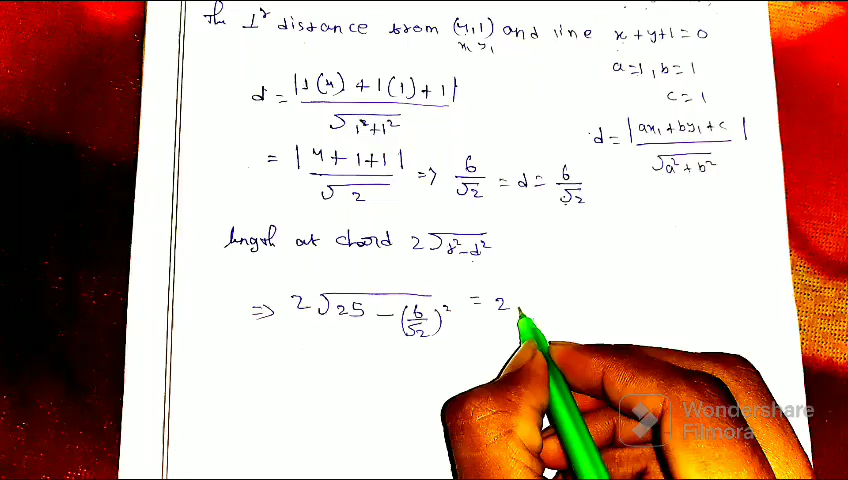 The ⊥r distance from (4,1) and line x+y+1=0
x1 y1
a=1, b=1
c=1
d = |1(4) + 1(1) + 1| / √(1²+1²)
d = |ax1+by1+c| / √(a²+b²)
= |4+1+1| / √2 => 6/√2 = d = 6/√2
length at chord 2√(r²-d²)
=> 2√(25 - (6/√2)²) = 2
Wondershare
Filmora